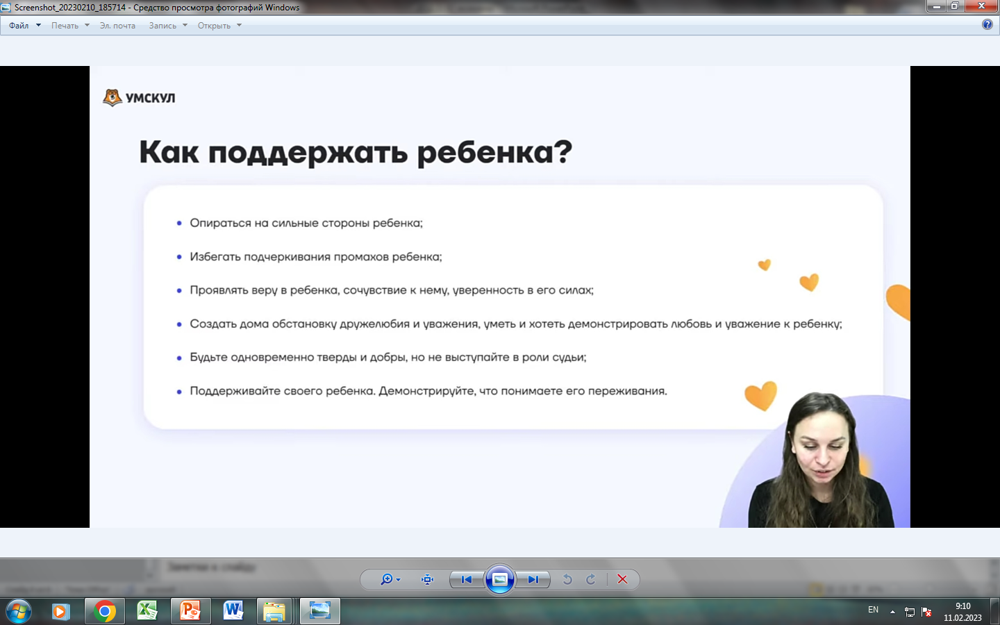 Screenshot_20230210_185714 - Средство просмотра фотографий Windows
Файл Печать Эл. почта Запись Открыть
УМСКУЛ
Как поддержать ребенка?
• Опираться на сильные стороны ребенка;
• Избегать подчеркивания промахов ребенка;
• Проявлять веру в ребенка, сочувствие к нему, уверенность в его силах;
• Создать дома обстановку дружелюбия и уважения, уметь и хотеть демонстрировать любовь и уважение к ребенку;
• Будьте одновременно тверды и добры, но не выступайте в роли судьи;
• Поддерживайте своего ребенка. Демонстрируйте, что понимаете его переживания.
Заметки к слайду
EN
9:10
11.02.2023